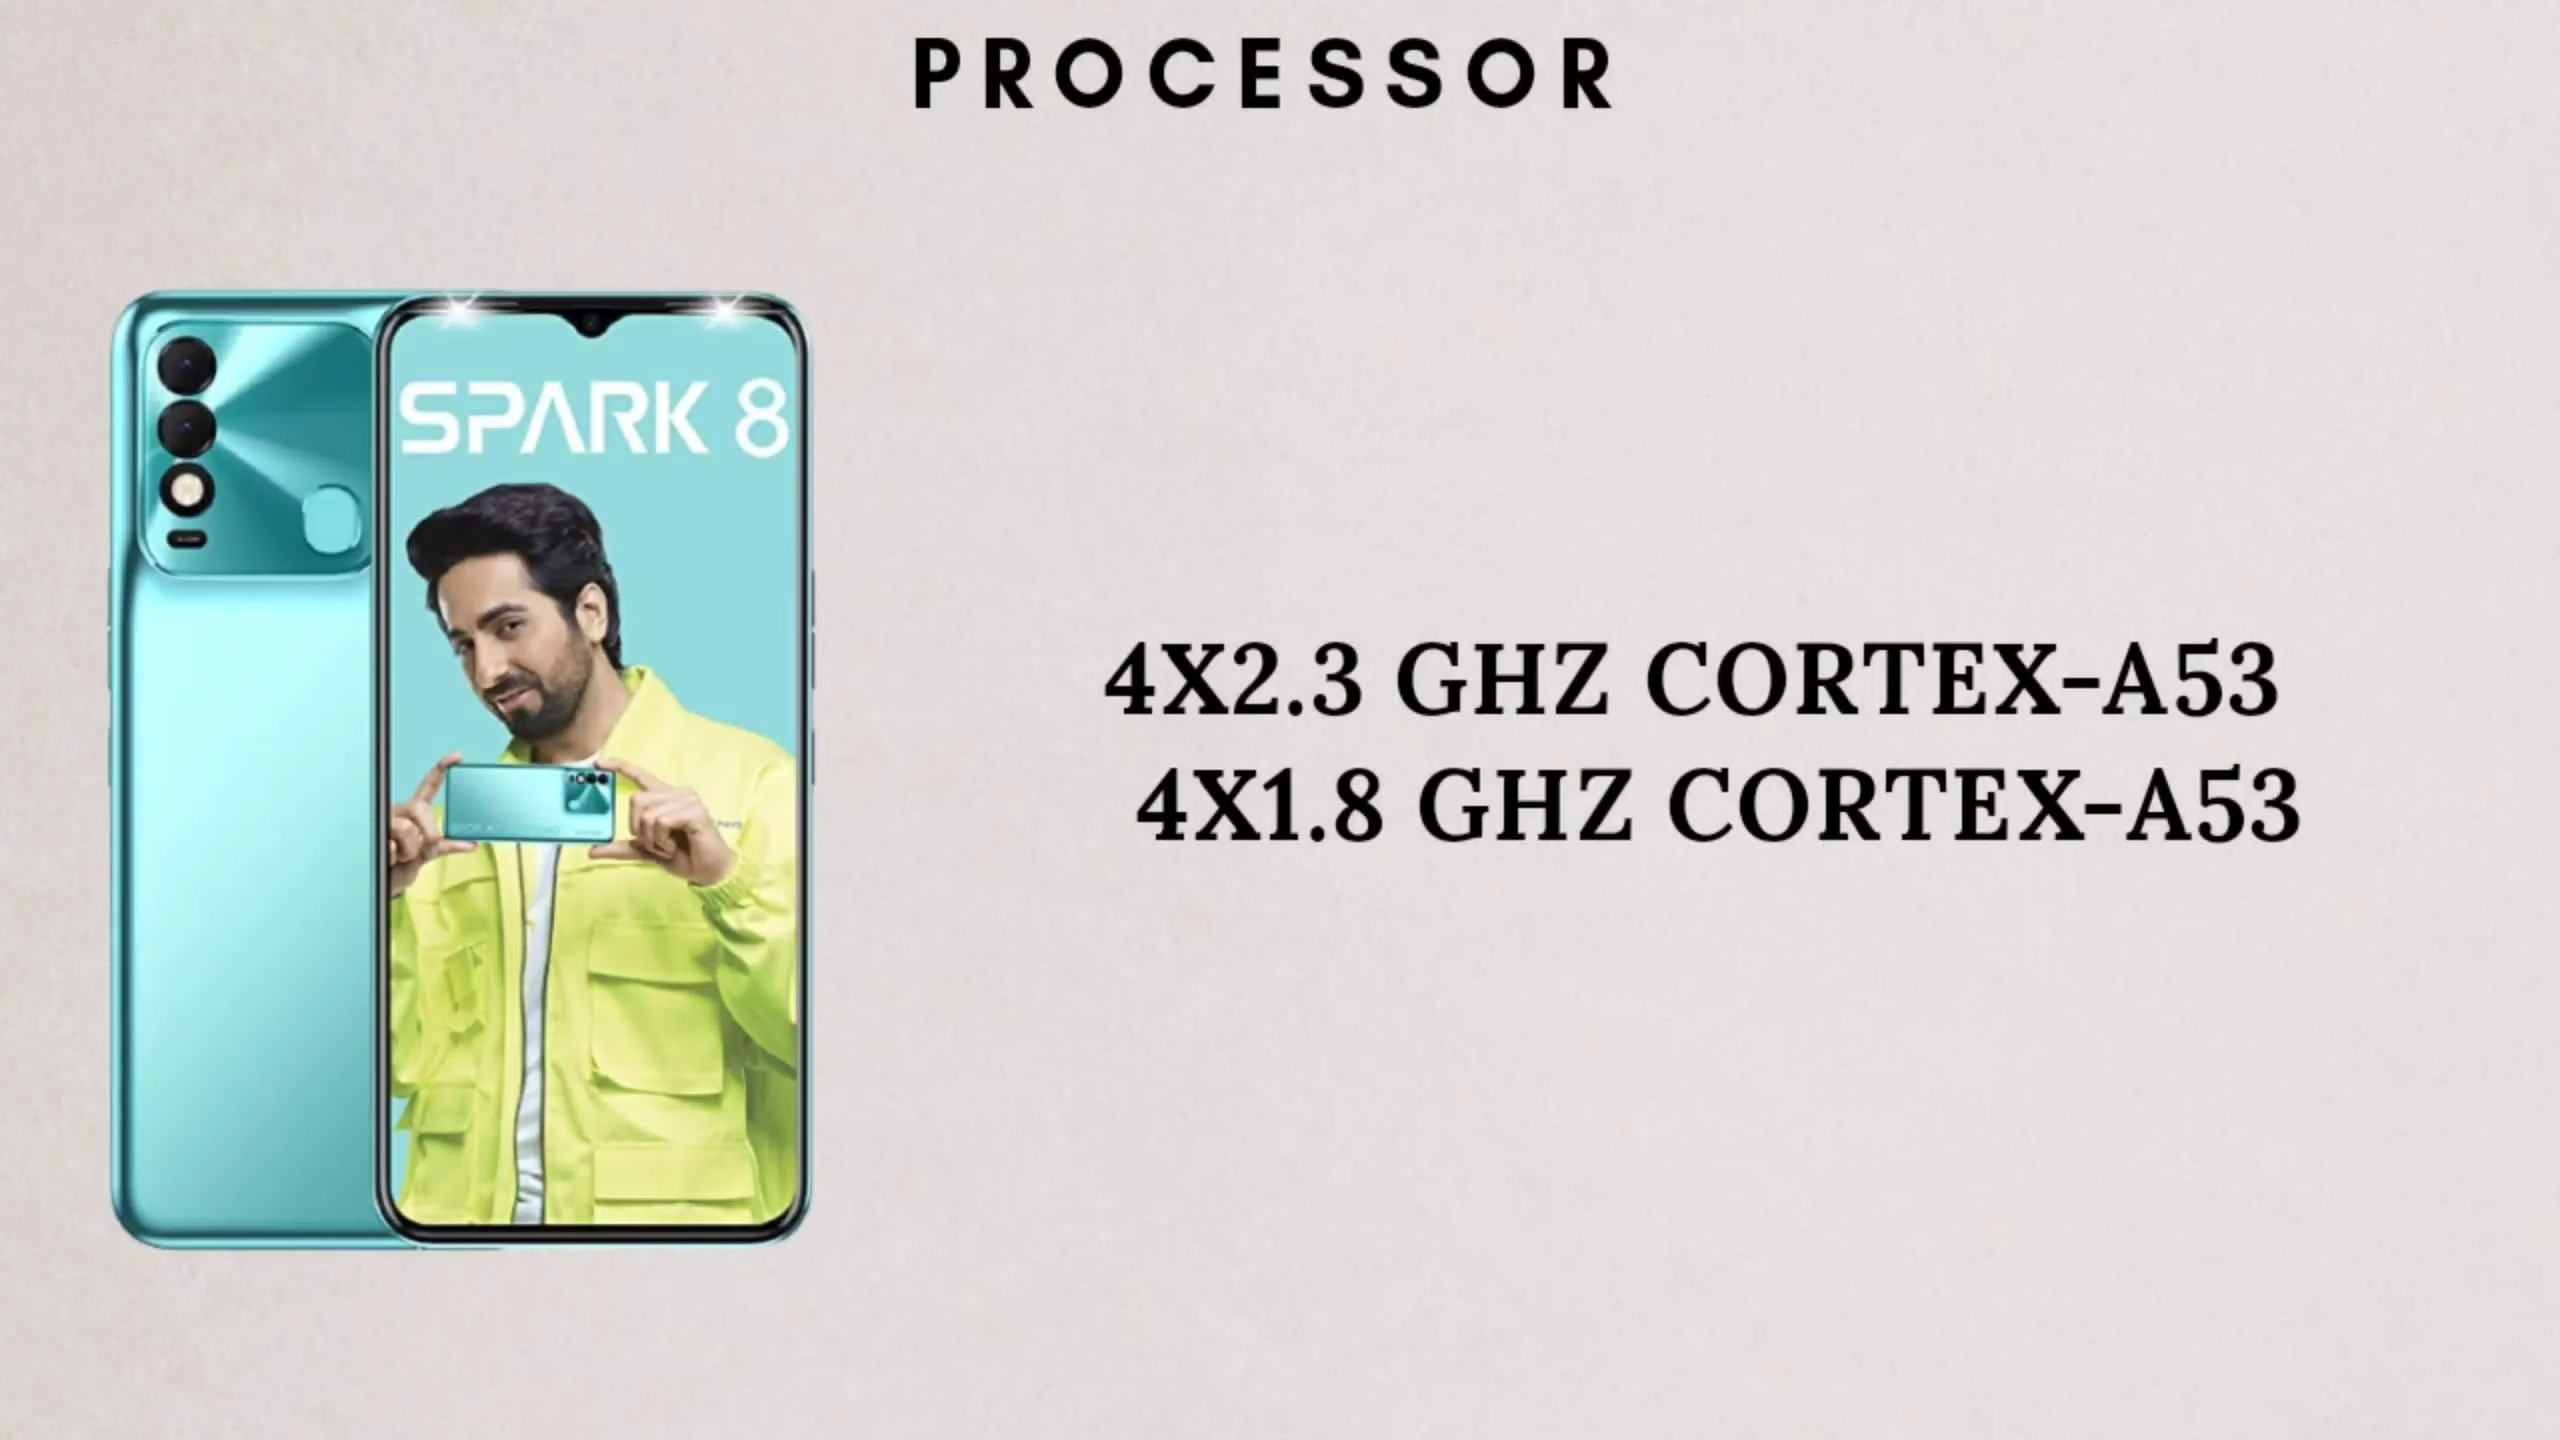 PROCESSOR
SPARK 8
4X2.3 GHZ CORTEX-A53
4X1.8 GHZ CORTEX-A53